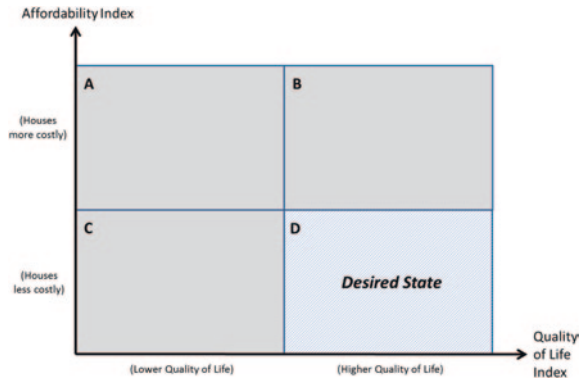 Affordability Index
A
B
(Houses
more costly)
C
D
(Houses
less costly)
Desired State
Quality
of Life
Index
(Lower Quality of Life)
(Higher Quality of Life)